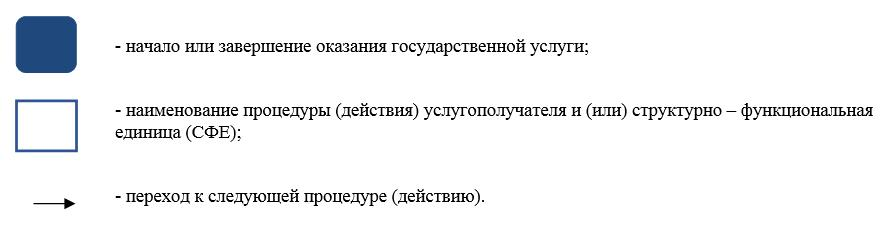 - начало или завершение оказания государственной услуги;
- наименование процедуры (действия) услугополучателя и (или) структурно – функциональная
единица (СФЕ);
- переход к следующей процедуре (действию).